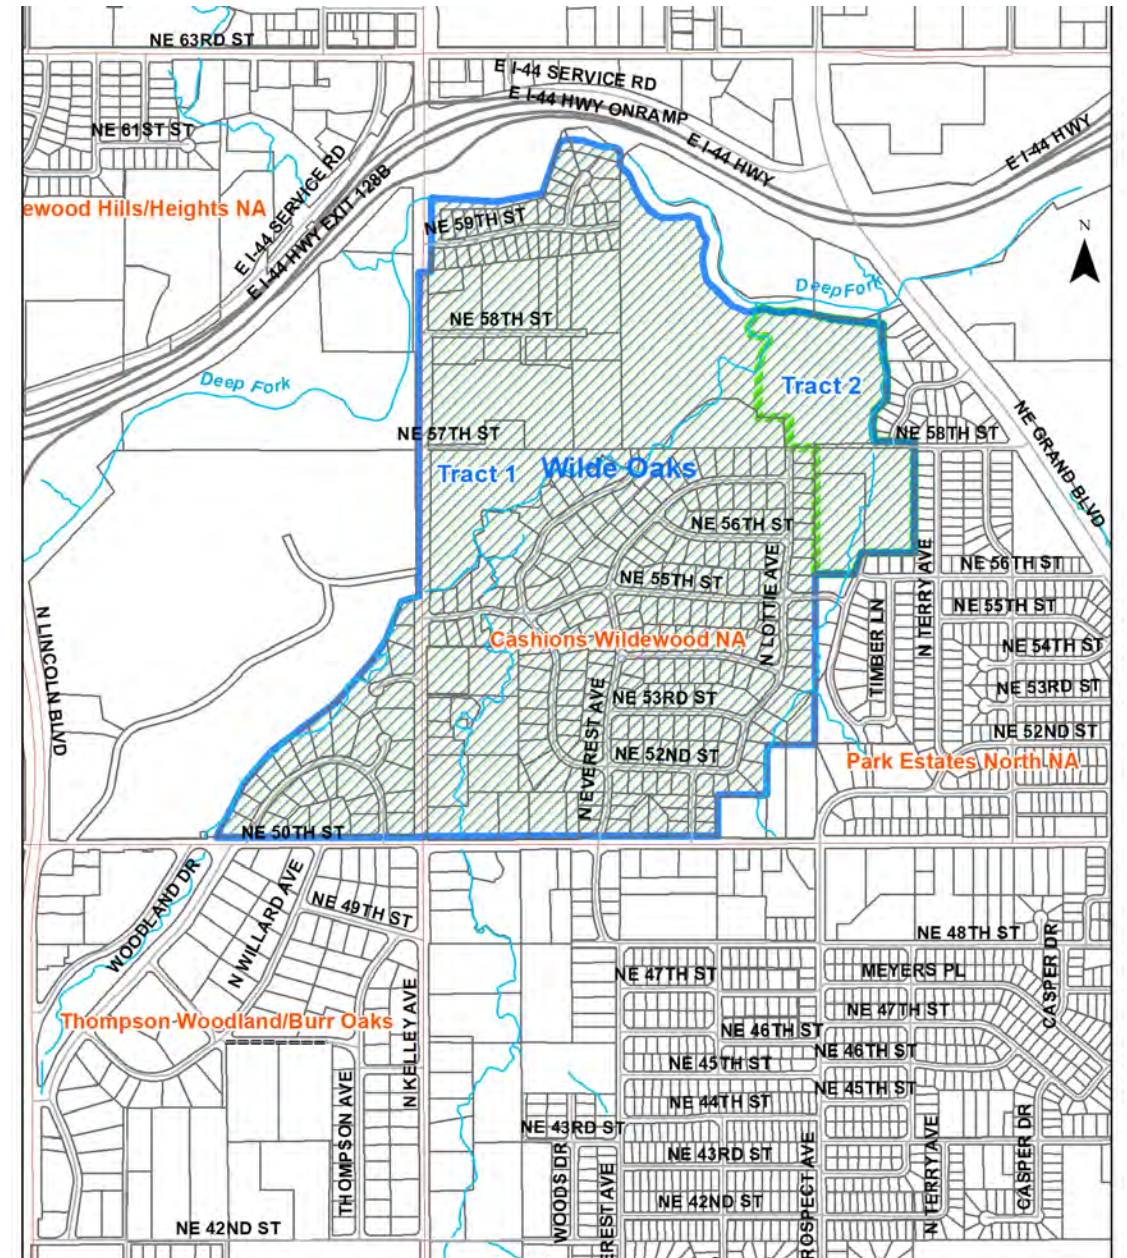 NE 63RD ST
E I-44 SERVICE RD
E I-44 HWY ONRAMP
NE 61ST ST
E I-44 HWY
E I-44 HWY
E I-44 SERVICE RD
E I-44 HWY EXIT 128B
ewood Hills/Heights NA
NE 59TH ST
N
Deep Fork
NE 58TH ST
Deep Fork
Tract 2
NE 57TH ST
NE 58TH ST
NE GRAND BLVD
Tract 1
Wilde Oaks
NE 56TH ST
NE 56TH ST
NE 55TH ST
N LOTTIE AVE
N TERRY AVE
NE 55TH ST
N LINCOLN BLVD
Cashions Wildewood NA
TIMBER LN
NE 54TH ST
NE 53RD ST
NE 53RD ST
N EVEREST AVE
NE 52ND ST
NE 52ND ST
Park Estates North NA
NE 50TH ST
WOODLAND DR
N WILLARD AVE
NE 49TH ST
NE 48TH ST
CASPER DR
NE 47TH ST
MEYERS PL
NE 47TH ST
Thompson Woodland/Burr Oaks
N KELLEY AVE
NE 46TH ST
NE 46TH ST
NE 45TH ST
NE 45TH ST
THOMPSON AVE
NE 44TH ST
NE 43RD ST
NE 43RD ST
WOODS DR
EREST AVE
ROSPECT AVE
N TERRY AVE
CASPER DR
NE 42ND ST
NE 42ND ST